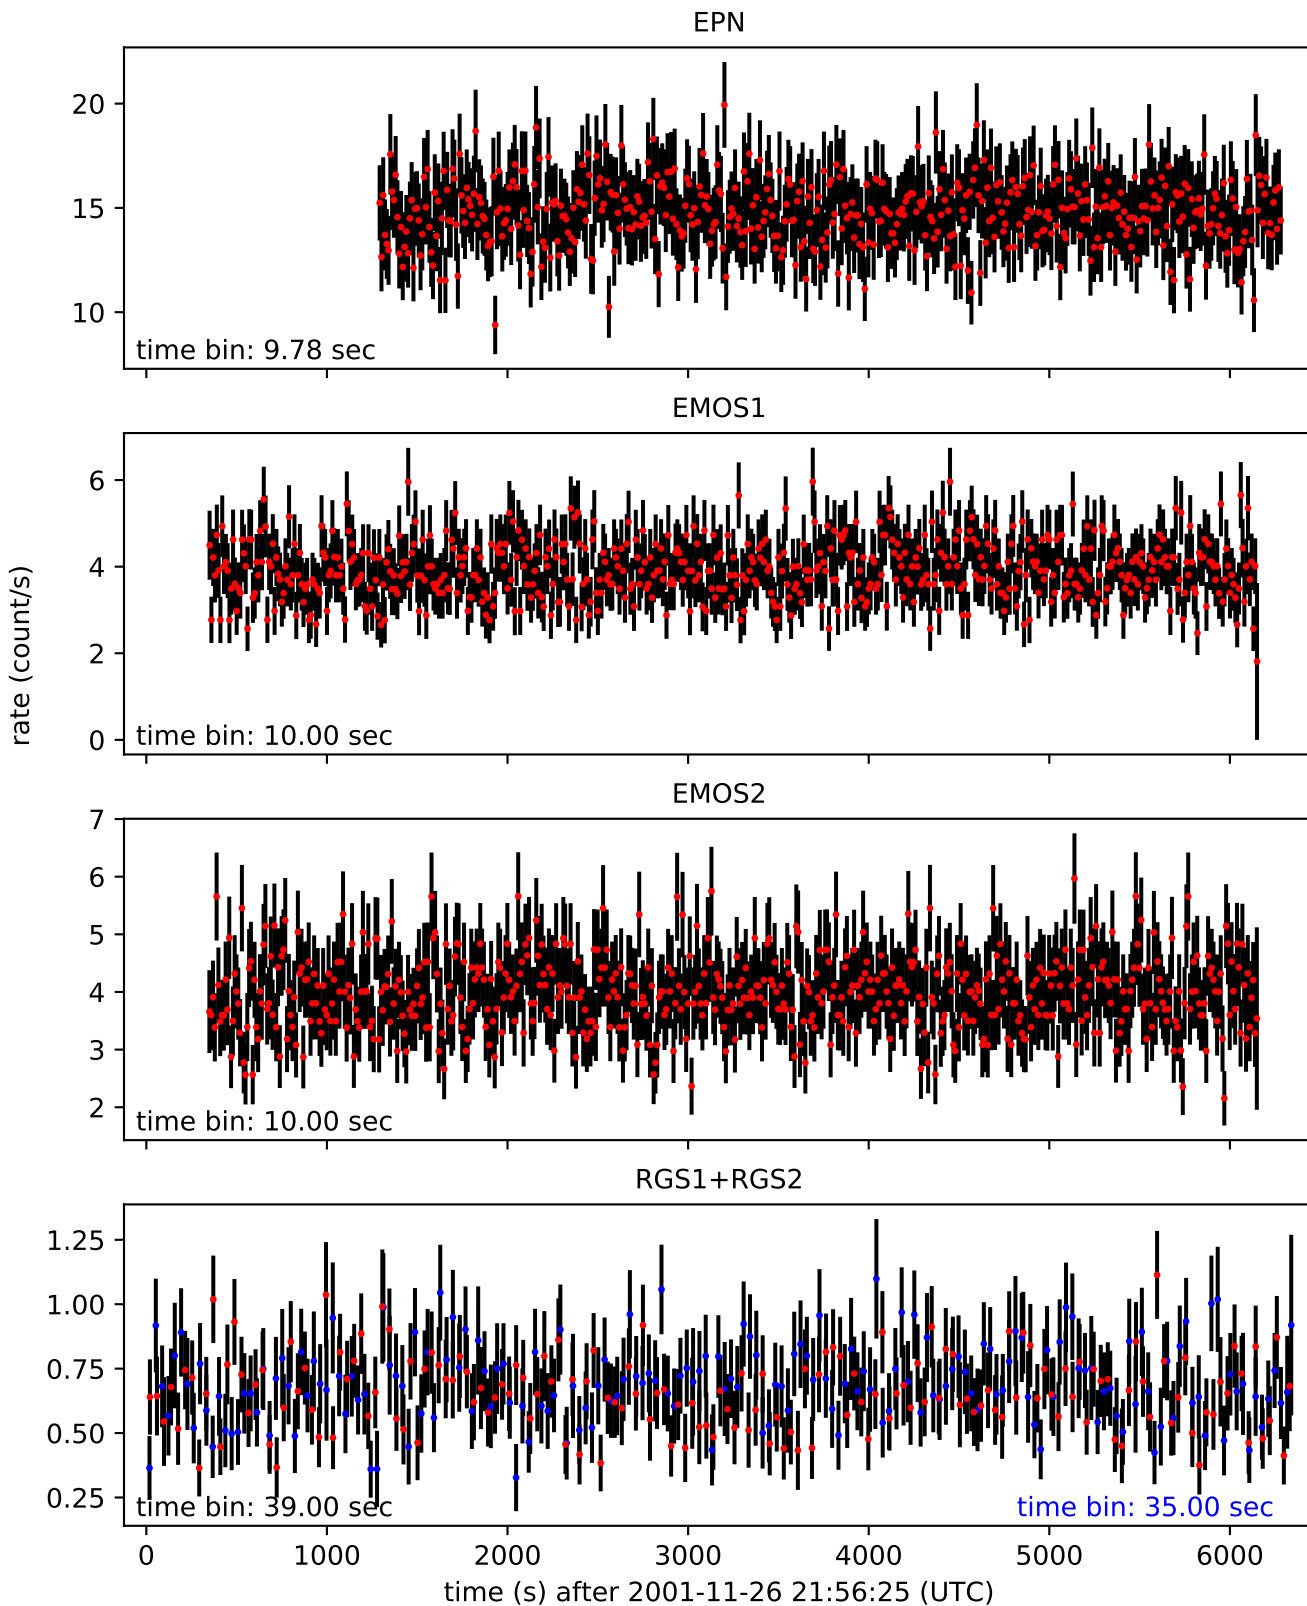 EPN
20
15
10
time bin: 9.78 sec
EMOS1
6
4
2
0
time bin: 10.00 sec
rate (count/s)
EMOS2
7
6
5
4
3
2
time bin: 10.00 sec
RGS1+RGS2
1.25
1.00
0.75
0.50
0.25
time bin: 39.00 sec time bin: 35.00 sec
0 1000 2000 3000 4000 5000 6000
time (s) after 2001-11-26 21:56:25 (UTC)